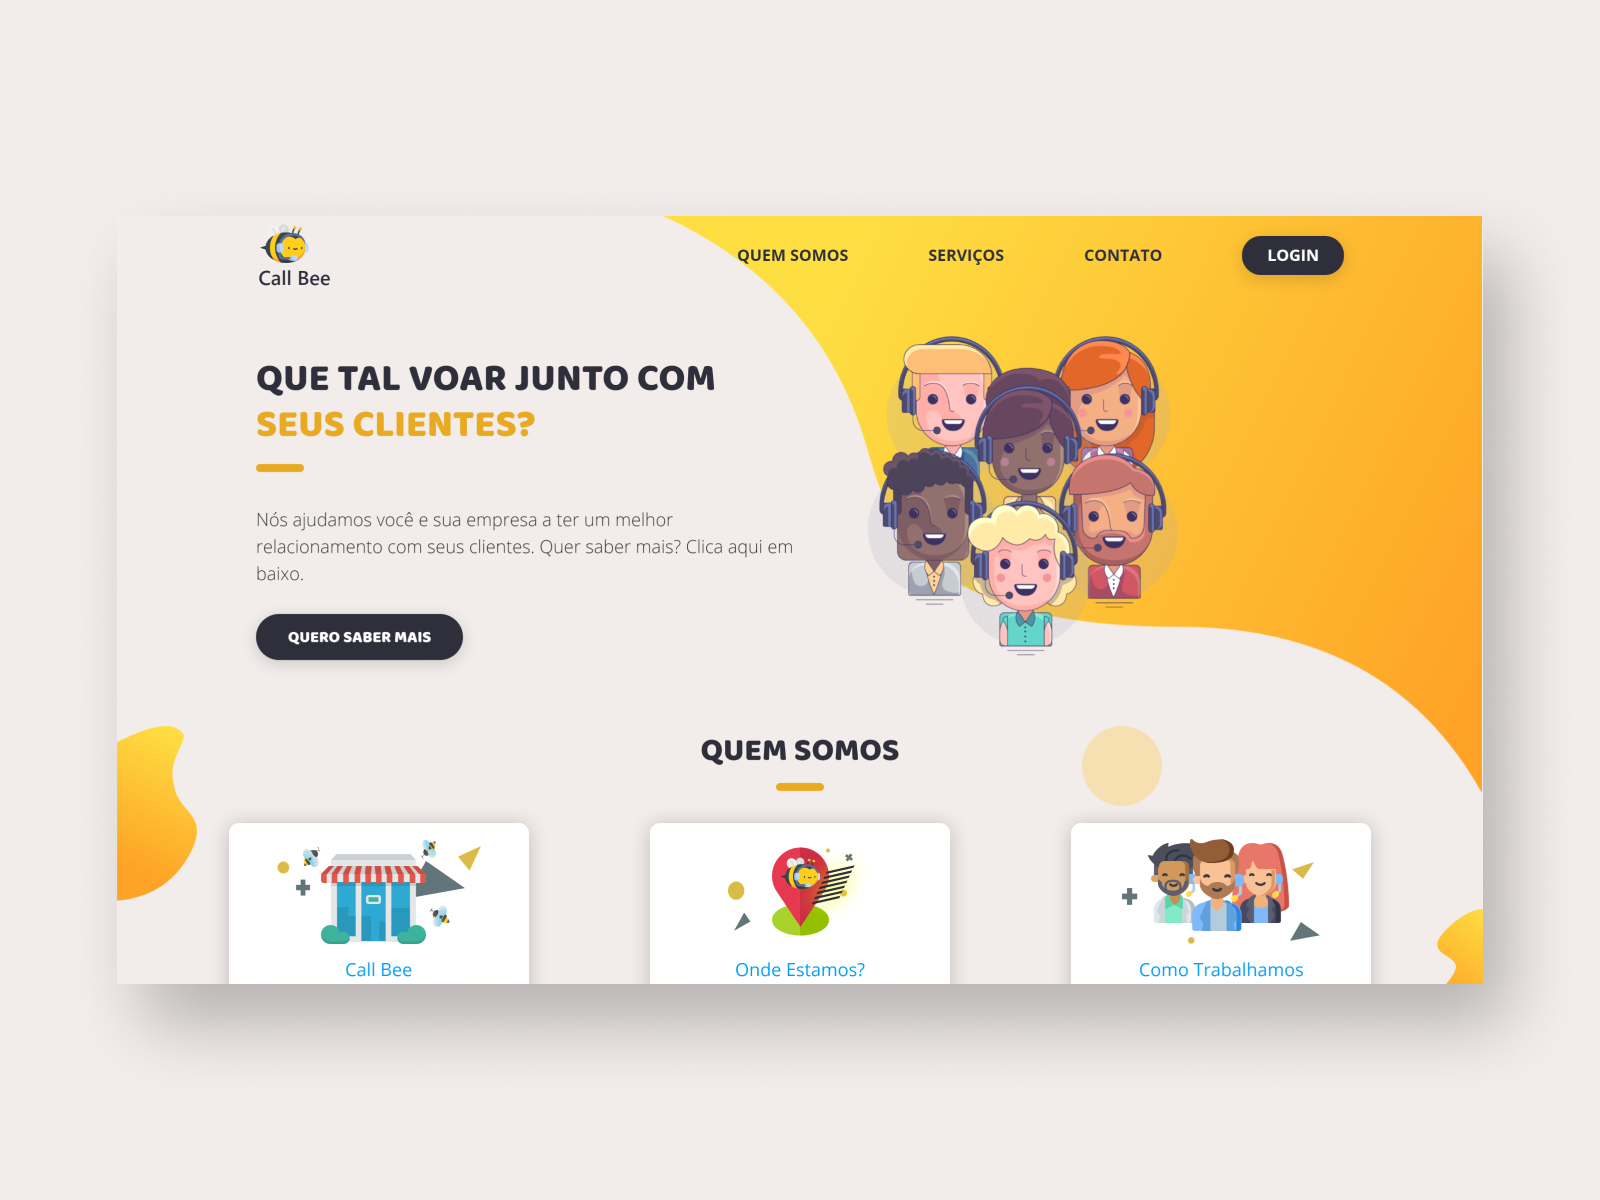 Call Bee
QUEM SOMOS
SERVIÇOS
CONTATO
LOGIN
QUE TAL VOAR JUNTO COM
SEUS CLIENTES?
Nós ajudamos você e sua empresa a ter um melhor
relacionamento com seus clientes. Quer saber mais? Clica aqui em
baixo.
QUERO SABER MAIS
QUEM SOMOS
Call Bee
Onde Estamos?
Como Trabalhamos